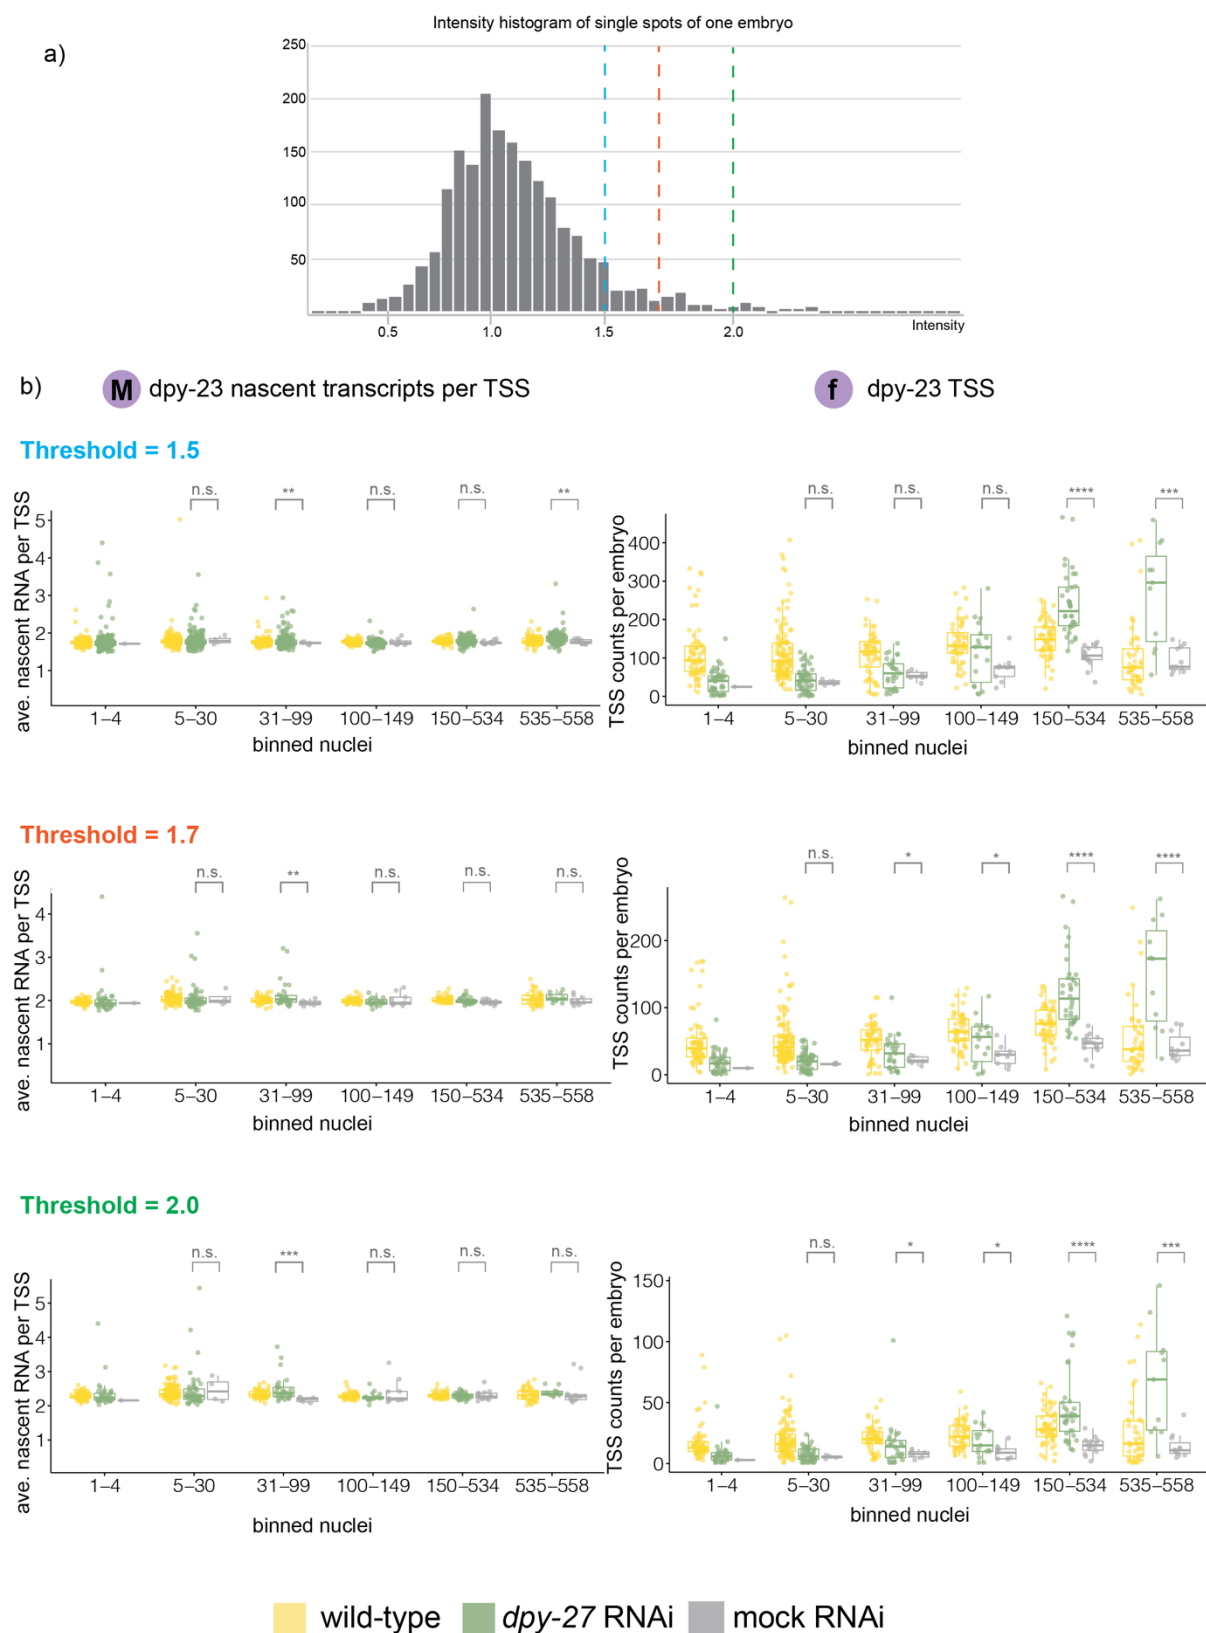 Intensity histogram of single spots of one embryo
a)
250
200
150
100
50
0.5 1.0 1.5 2.0 Intensity
b) M dpy-23 nascent transcripts per TSS f dpy-23 TSS
Threshold = 1.5
ave. nascent RNA per TSS
n.s. ** n.s. n.s. **
5
4
3
2
1
1–4 5–30 31–99 100–149 150–534 535–558
binned nuclei
TSS counts per embryo
n.s. n.s. n.s. **** ***
400
300
200
100
0
1–4 5–30 31–99 100–149 150–534 535–558
binned nuclei
Threshold = 1.7
ave. nascent RNA per TSS
n.s. ** n.s. n.s. n.s.
4
3
2
1
1–4 5–30 31–99 100–149 150–534 535–558
binned nuclei
TSS counts per embryo
n.s. * * **** ****
200
100
0
1–4 5–30 31–99 100–149 150–534 535–558
binned nuclei
Threshold = 2.0
ave. nascent RNA per TSS
n.s. *** n.s. n.s. n.s.
5
4
3
2
1
1–4 5–30 31–99 100–149 150–534 535–558
binned nuclei
TSS counts per embryo
n.s. * * **** ***
150
100
50
0
1–4 5–30 31–99 100–149 150–534 535–558
binned nuclei
wild-type dpy-27 RNAi mock RNAi